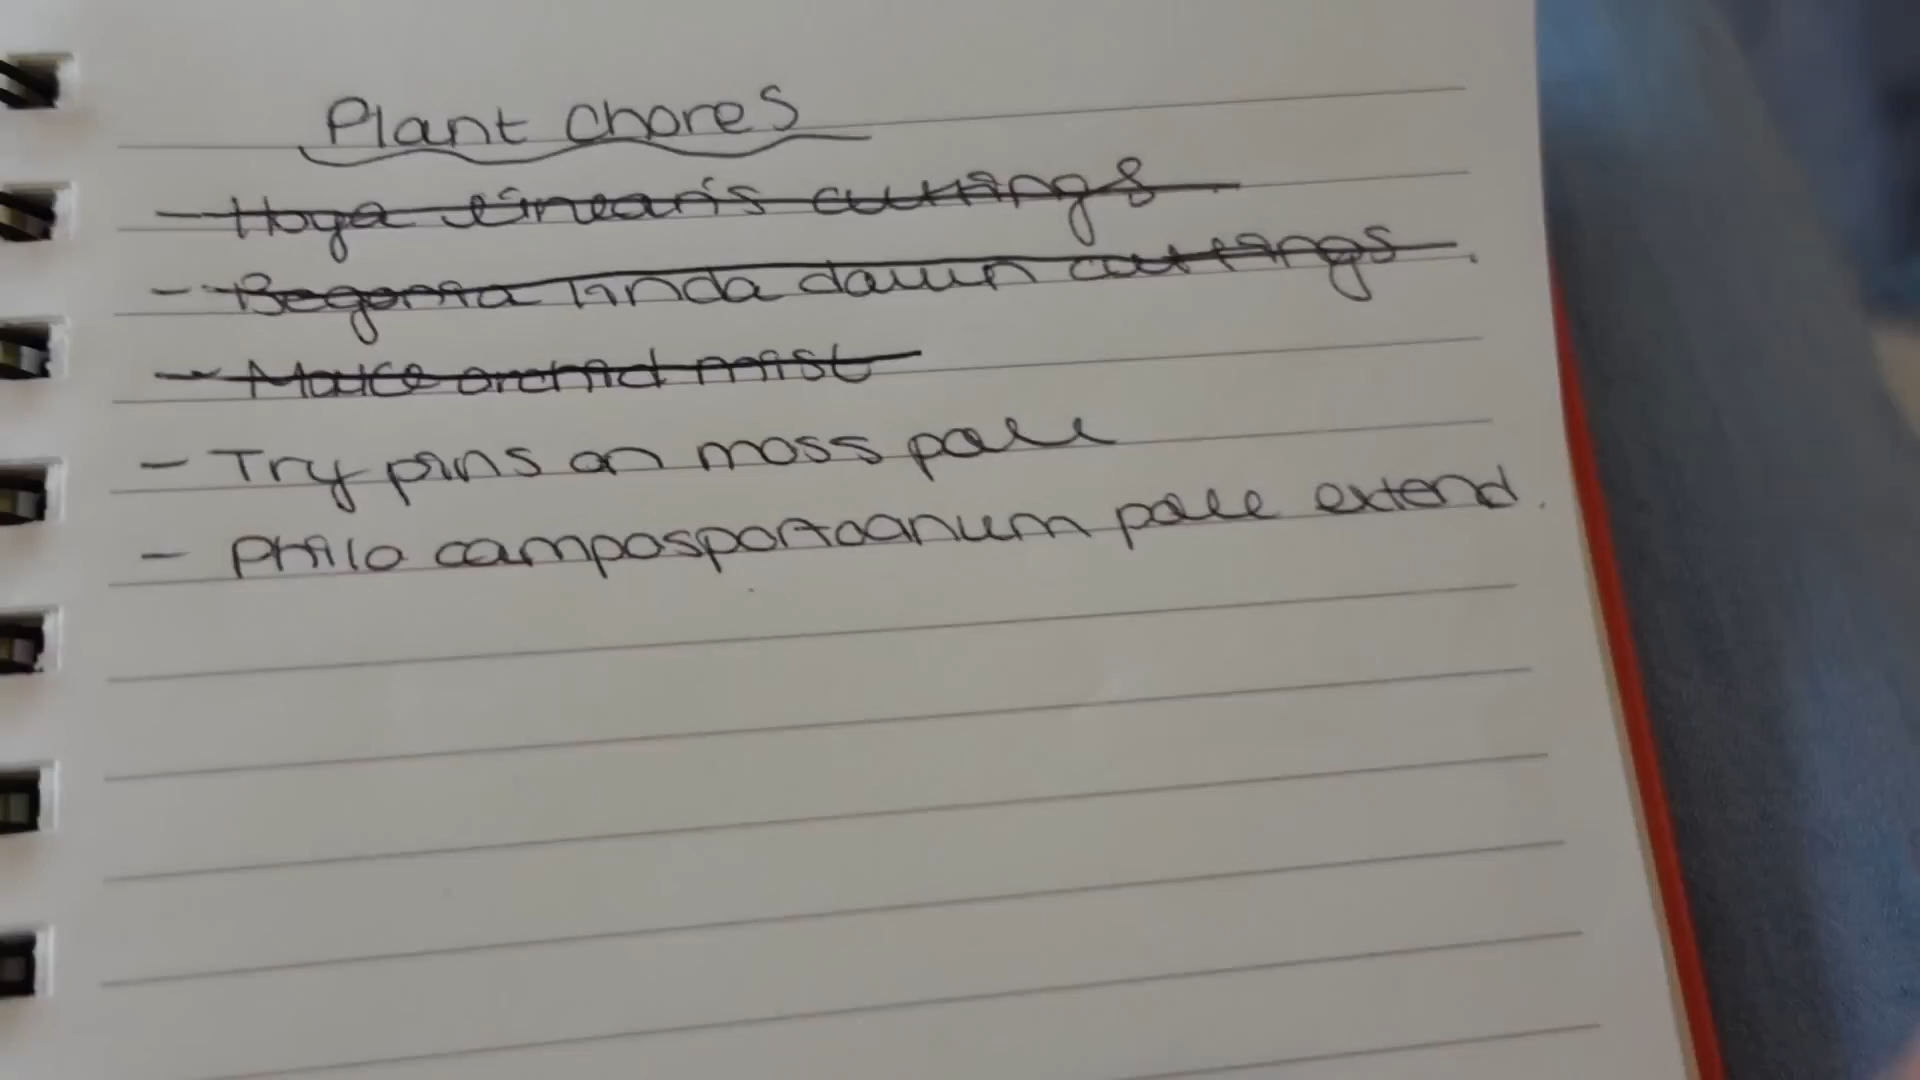 Plant chores
- Hoya linearis cuttings
- Begonia linda dawn cuttings.
- Make orchid mist
- Try pins on moss pole
- Philo camposportoanum pole extend.